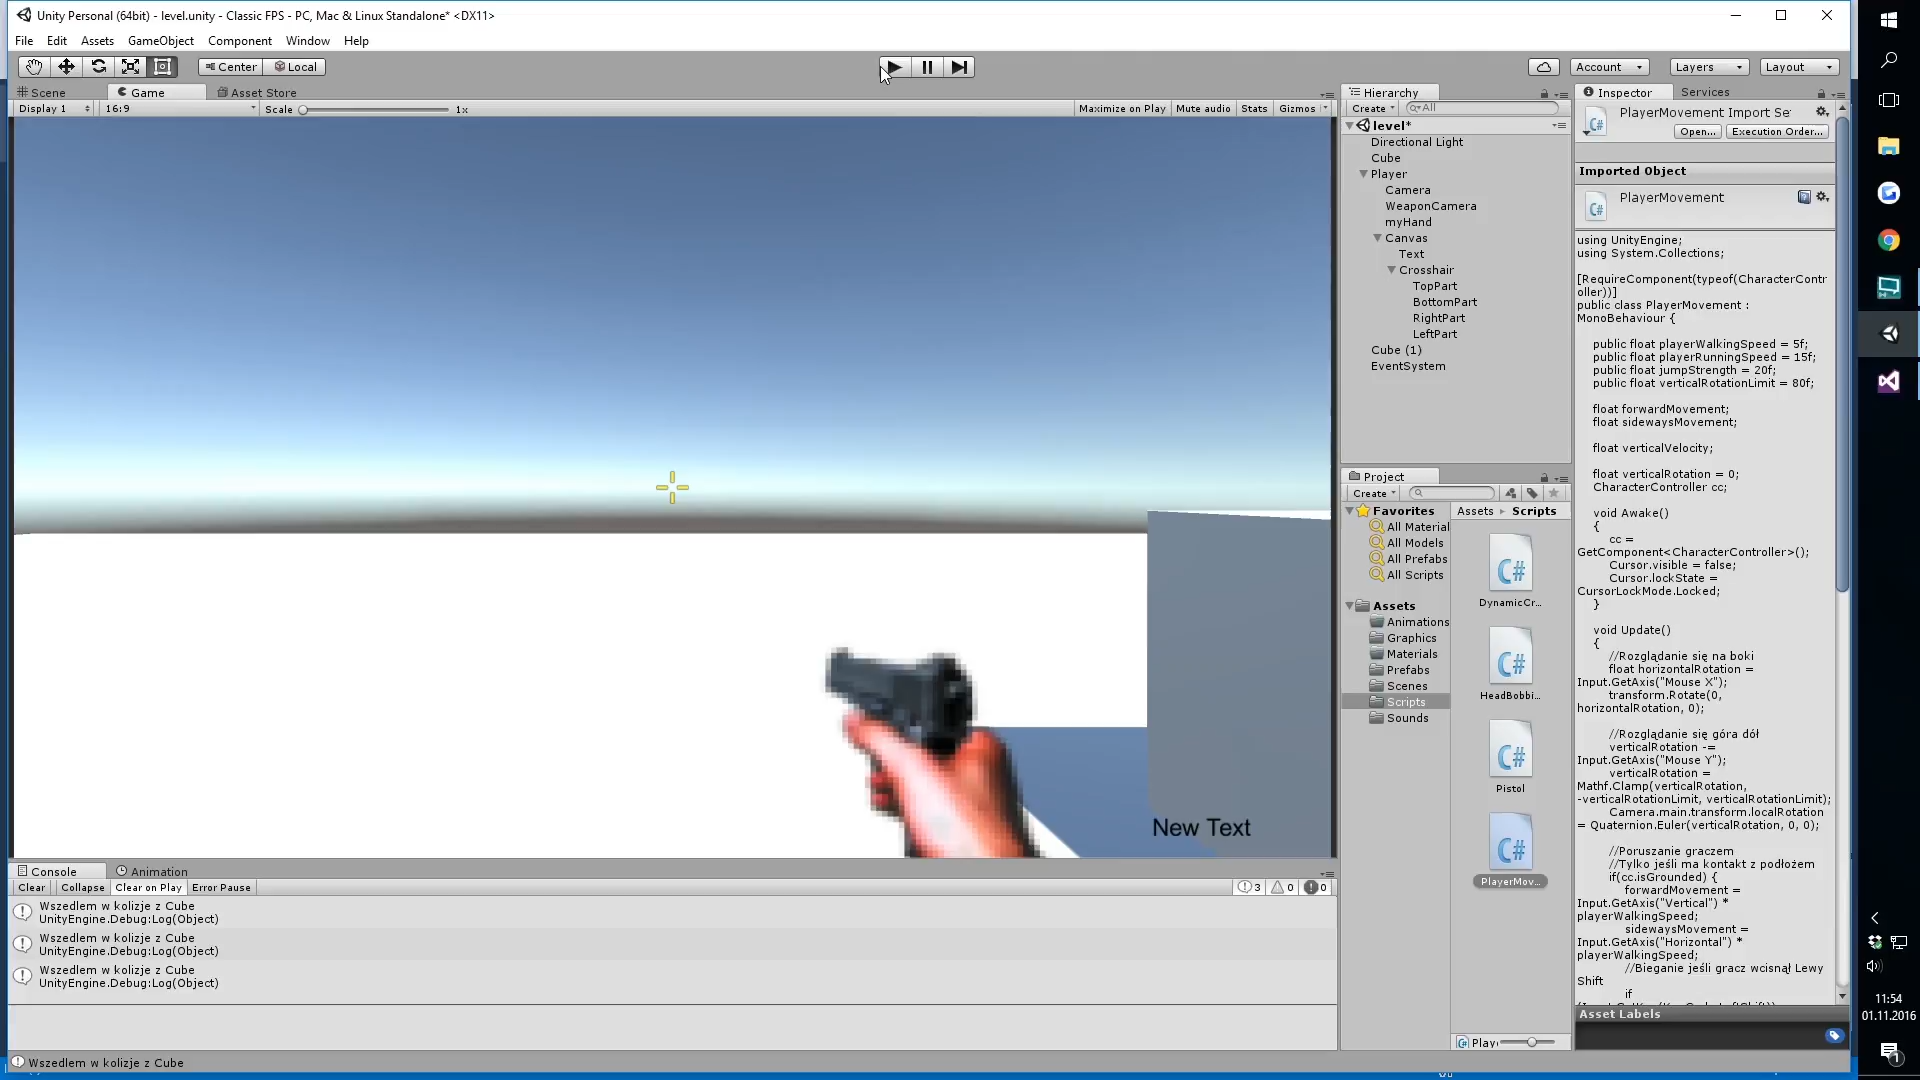 Unity Personal (64bit) - level.unity - Classic FPS - PC, Mac & Linux Standalone* <DX11>
File Edit Assets GameObject Component Window Help
Center Local Account Layers Layout
Scene Game Asset Store
Display 1 16:9 Scale 1x Maximize on Play Mute audio Stats Gizmos
New Text
Hierarchy
Create All
level*
Directional Light
Cube
Player
Camera
WeaponCamera
myHand
Canvas
Text
Crosshair
TopPart
BottomPart
RightPart
LeftPart
Cube (1)
EventSystem
Project
Create
Favorites
All Material
All Models
All Prefabs
All Scripts
Assets
Animations
Graphics
Materials
Prefabs
Scenes
Scripts
Sounds
Assets Scripts
DynamicCr...
HeadBobbi...
Pistol
PlayerMov...
Play
Inspector Services
PlayerMovement Import Se
Open... Execution Order...
Imported Object
PlayerMovement
using UnityEngine;
using System.Collections;
[RequireComponent(typeof(CharacterContr
oller))]
public class PlayerMovement :
MonoBehaviour {
public float playerWalkingSpeed = 5f;
public float playerRunningSpeed = 15f;
public float jumpStrength = 20f;
public float verticalRotationLimit = 80f;
float forwardMovement;
float sidewaysMovement;
float verticalVelocity;
float verticalRotation = 0;
CharacterController cc;
void Awake()
{
cc =
GetComponent<CharacterController>();
Cursor.visible = false;
Cursor.lockState =
CursorLockMode.Locked;
}
void Update()
{
//Rozglądanie się na boki
float horizontalRotation =
Input.GetAxis("Mouse X");
transform.Rotate(0,
horizontalRotation, 0);
//Rozglądanie się góra dół
verticalRotation -=
Input.GetAxis("Mouse Y");
verticalRotation =
Mathf.Clamp(verticalRotation,
-verticalRotationLimit, verticalRotationLimit);
Camera.main.transform.localRotation
= Quaternion.Euler(verticalRotation, 0, 0);
//Poruszanie graczem
//Tylko jeśli ma kontakt z podłożem
if(cc.isGrounded) {
forwardMovement =
Input.GetAxis("Vertical") *
playerWalkingSpeed;
sidewaysMovement =
Input.GetAxis("Horizontal") *
playerWalkingSpeed;
//Bieganie jeśli gracz wcisnął Lewy
Shift
if
Asset Labels
Console Animation
Clear Collapse Clear on Play Error Pause 3 0 0
Wszedlem w kolizje z Cube
UnityEngine.Debug:Log(Object)
Wszedlem w kolizje z Cube
UnityEngine.Debug:Log(Object)
Wszedlem w kolizje z Cube
UnityEngine.Debug:Log(Object)
Wszedlem w kolizje z Cube
11:54
01.11.2016
1